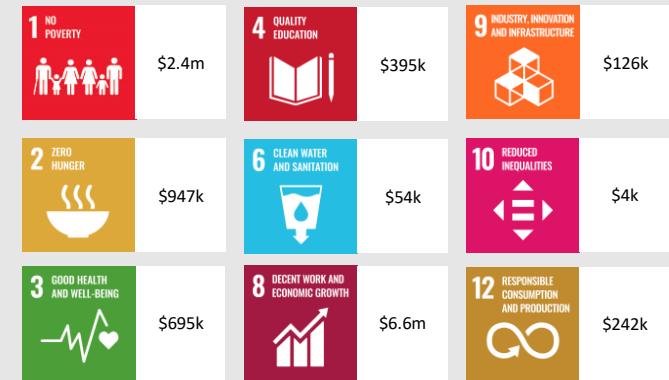 1 NO
POVERTY
$2.4m
4 QUALITY
EDUCATION
$395k
9 INDUSTRY, INNOVATION
AND INFRASTRUCTURE
$126k
2 ZERO
HUNGER
$947k
6 CLEAN WATER
AND SANITATION
$54k
10 REDUCED
INEQUALITIES
$4k
3 GOOD HEALTH
AND WELL-BEING
$695k
8 DECENT WORK AND
ECONOMIC GROWTH
$6.6m
12 RESPONSIBLE
CONSUMPTION
AND PRODUCTION
$242k